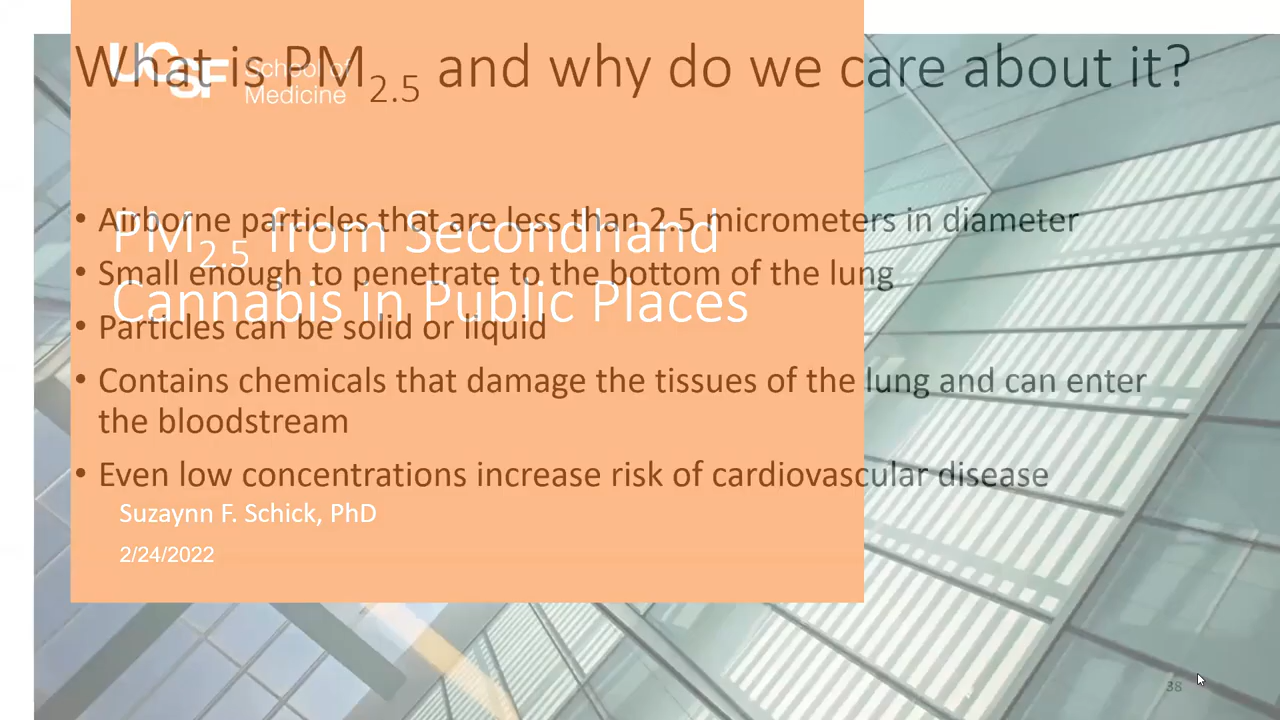 What is PM2.5 and why do we care about it?
UCSF School of
Medicine
• Airborne particles that are less than 2.5 micrometers in diameter
PM2.5 from Secondhand
• Small enough to penetrate to the bottom of the lung
Cannabis in Public Places
• Particles can be solid or liquid
• Contains chemicals that damage the tissues of the lung and can enter
the bloodstream
• Even low concentrations increase risk of cardiovascular disease
Suzaynn F. Schick, PhD
2/24/2022
38